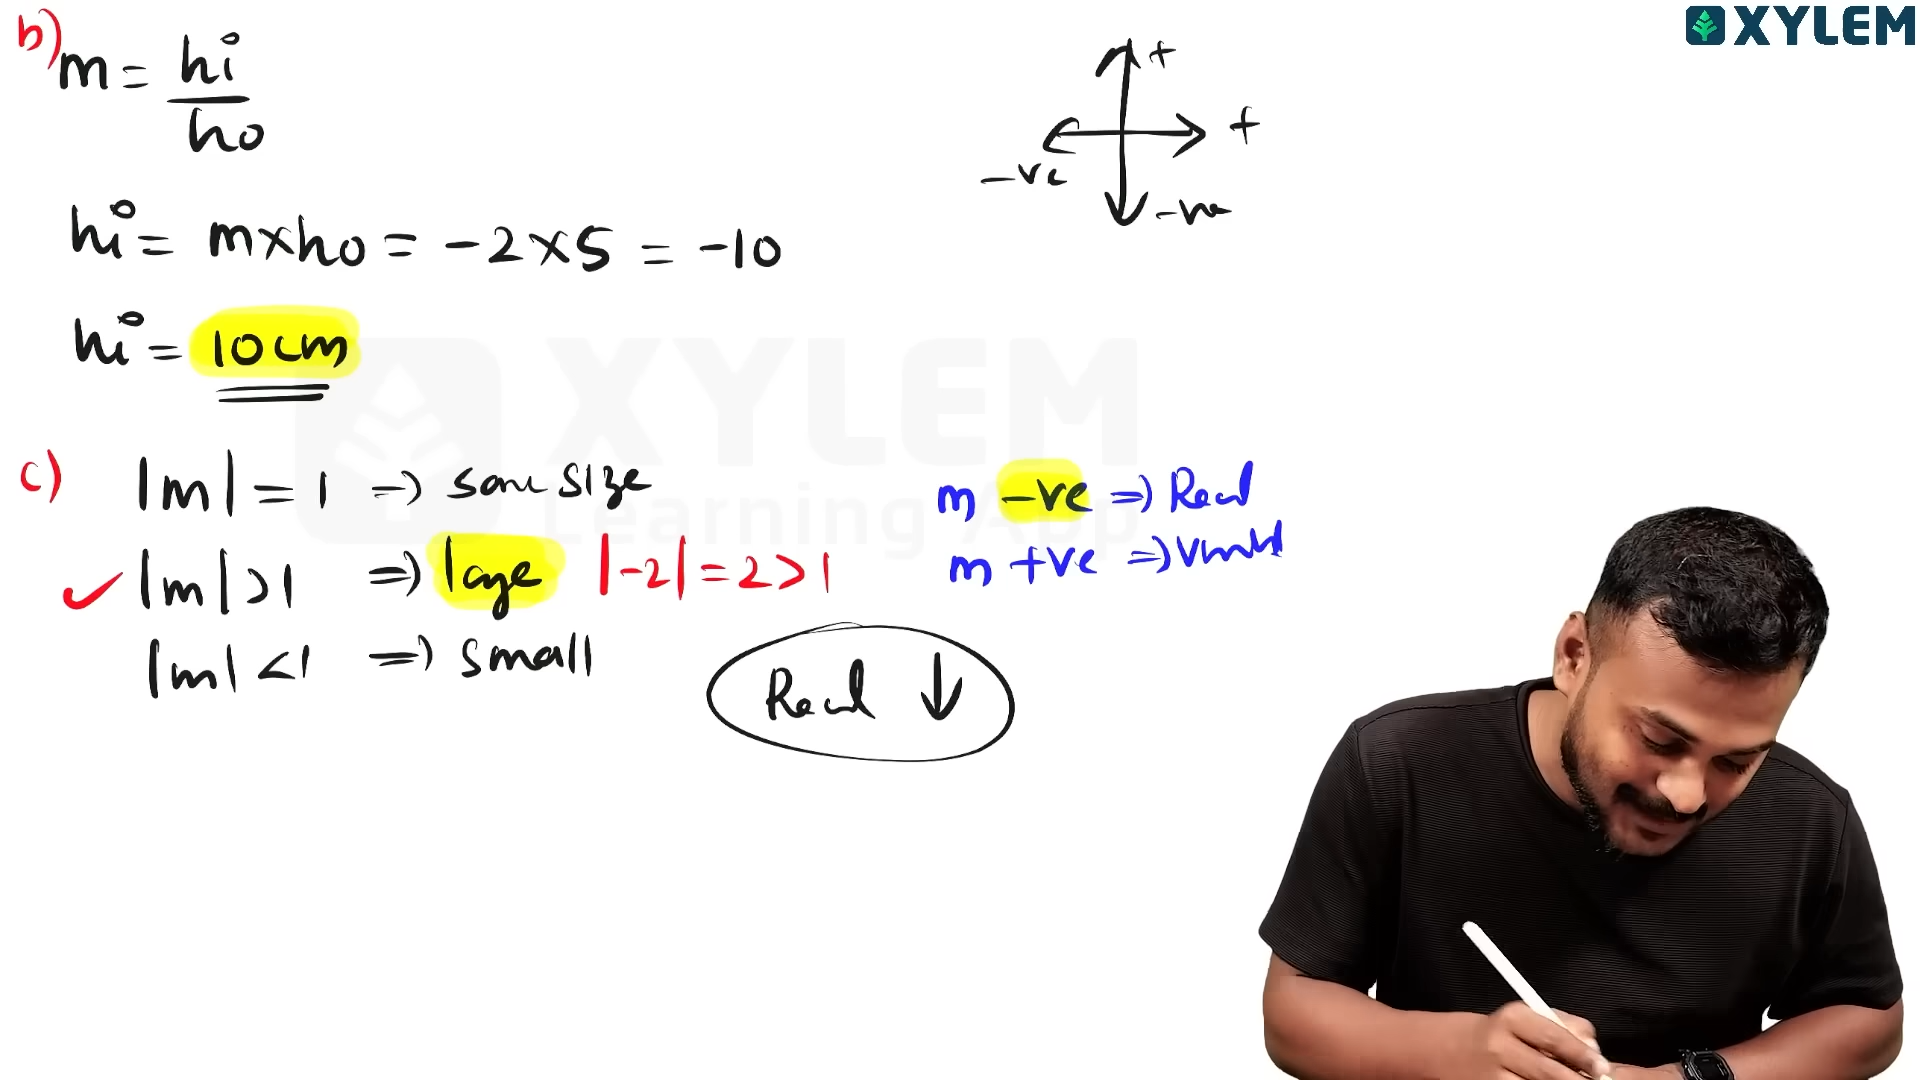 XYLEM
b)
m = hi/ho
+
+
-ve
-ve
hi = m×ho = -2×5 = -10
hi = 10cm
XYLEM
Learning App
c) |m| = 1 => same size
m -ve => Real
|m| >1 => large |-2| = 2 > 1
m +ve => Virtual
|m| <1 => small
Real ↓